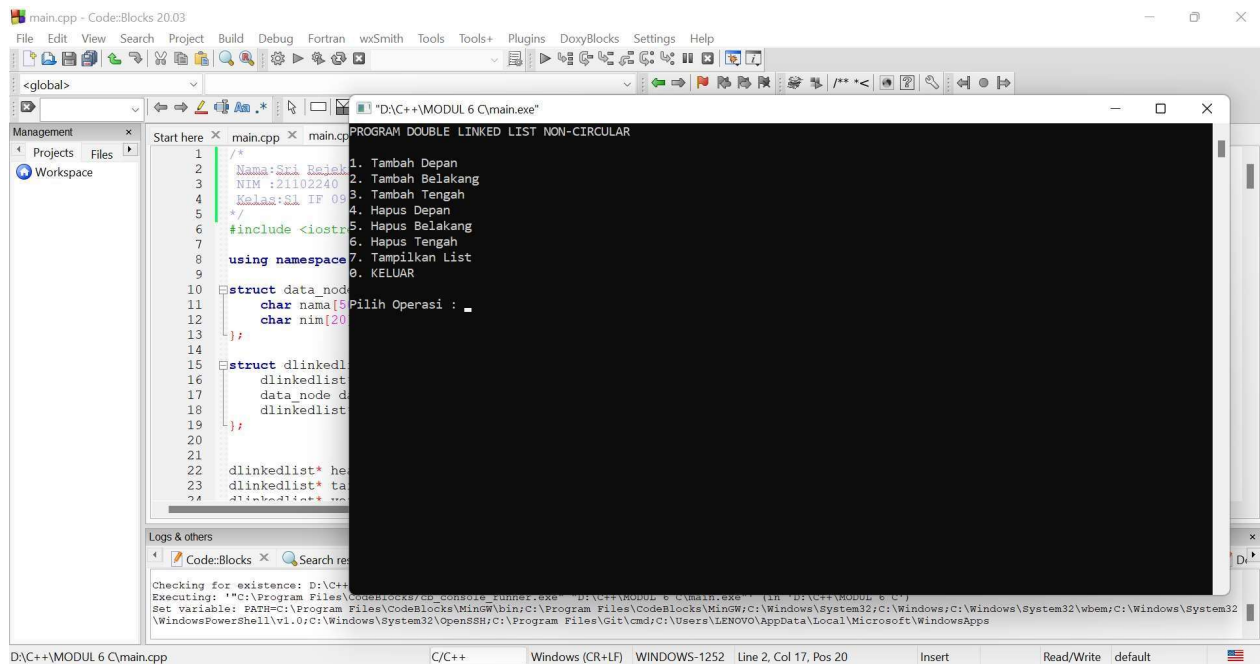 main.cpp - Code::Blocks 20.03
File Edit View Search Project Build Debug Fortran wxSmith Tools Tools+ Plugins DoxyBlocks Settings Help
<global>
/** *<
Aa .*
"D:\C++\MODUL 6 C\main.exe"
Management
Projects Files
Workspace
Start here main.cpp main.cp
1 /*
2 Nama:Sri Rejek
3 NIM :21102240
4 Kelas:S1 IF 09
5 */
6 #include <iostr
7
8 using namespace
9
10 struct data_node
11 char nama[5
12 char nim[20
13 };
14
15 struct dlinkedl
16 dlinkedlist
17 data_node da
18 dlinkedlist
19 };
20
21
22 dlinkedlist* hea
23 dlinkedlist* ta
24 dlinkedlist*
PROGRAM DOUBLE LINKED LIST NON-CIRCULAR
1. Tambah Depan
2. Tambah Belakang
3. Tambah Tengah
4. Hapus Depan
5. Hapus Belakang
6. Hapus Tengah
7. Tampilkan List
0. KELUAR
Pilih Operasi : _
Logs & others
Code::Blocks Search re
De
Checking for existence: D:\C++
Executing: '"C:\Program Files\CodeBlocks/cb_console_runner.exe" "D:\C++\MODUL 6 C\main.exe"' (in 'D:\C++\MODUL 6 C')
Set variable: PATH=C:\Program Files\CodeBlocks\MinGW\bin;C:\Program Files\CodeBlocks\MinGW;C:\Windows\System32;C:\Windows;C:\Windows\System32\wbem;C:\Windows\System32
\WindowsPowerShell\v1.0;C:\Windows\System32\OpenSSH;C:\Program Files\Git\cmd;C:\Users\LENOVO\AppData\Local\Microsoft\WindowsApps
D:\C++\MODUL 6 C\main.cpp C/C++ Windows (CR+LF) WINDOWS-1252 Line 2, Col 17, Pos 20 Insert Read/Write default